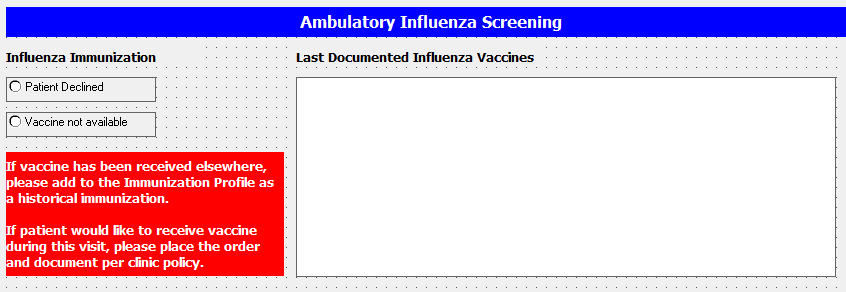 Ambulatory Influenza Screening
Influenza Immunization
Patient Declined
Vaccine not available
If vaccine has been received elsewhere,
please add to the Immunization Profile as
a historical immunization.
If patient would like to receive vaccine
during this visit, please place the order
and document per clinic policy.
Last Documented Influenza Vaccines